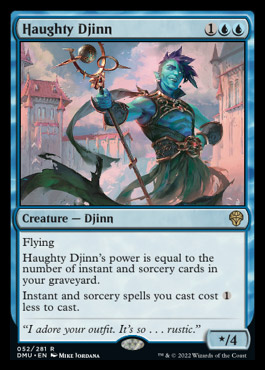 Haughty Djinn 1
Creature — Djinn
Flying
Haughty Djinn's power is equal to the
number of instant and sorcery cards in
your graveyard.
Instant and sorcery spells you cast cost 1
less to cast.
"I adore your outfit. It's so . . . rustic."
*/4
052/281 R
DMU • EN Mike Jordana
™ & © 2022 Wizards of the Coast